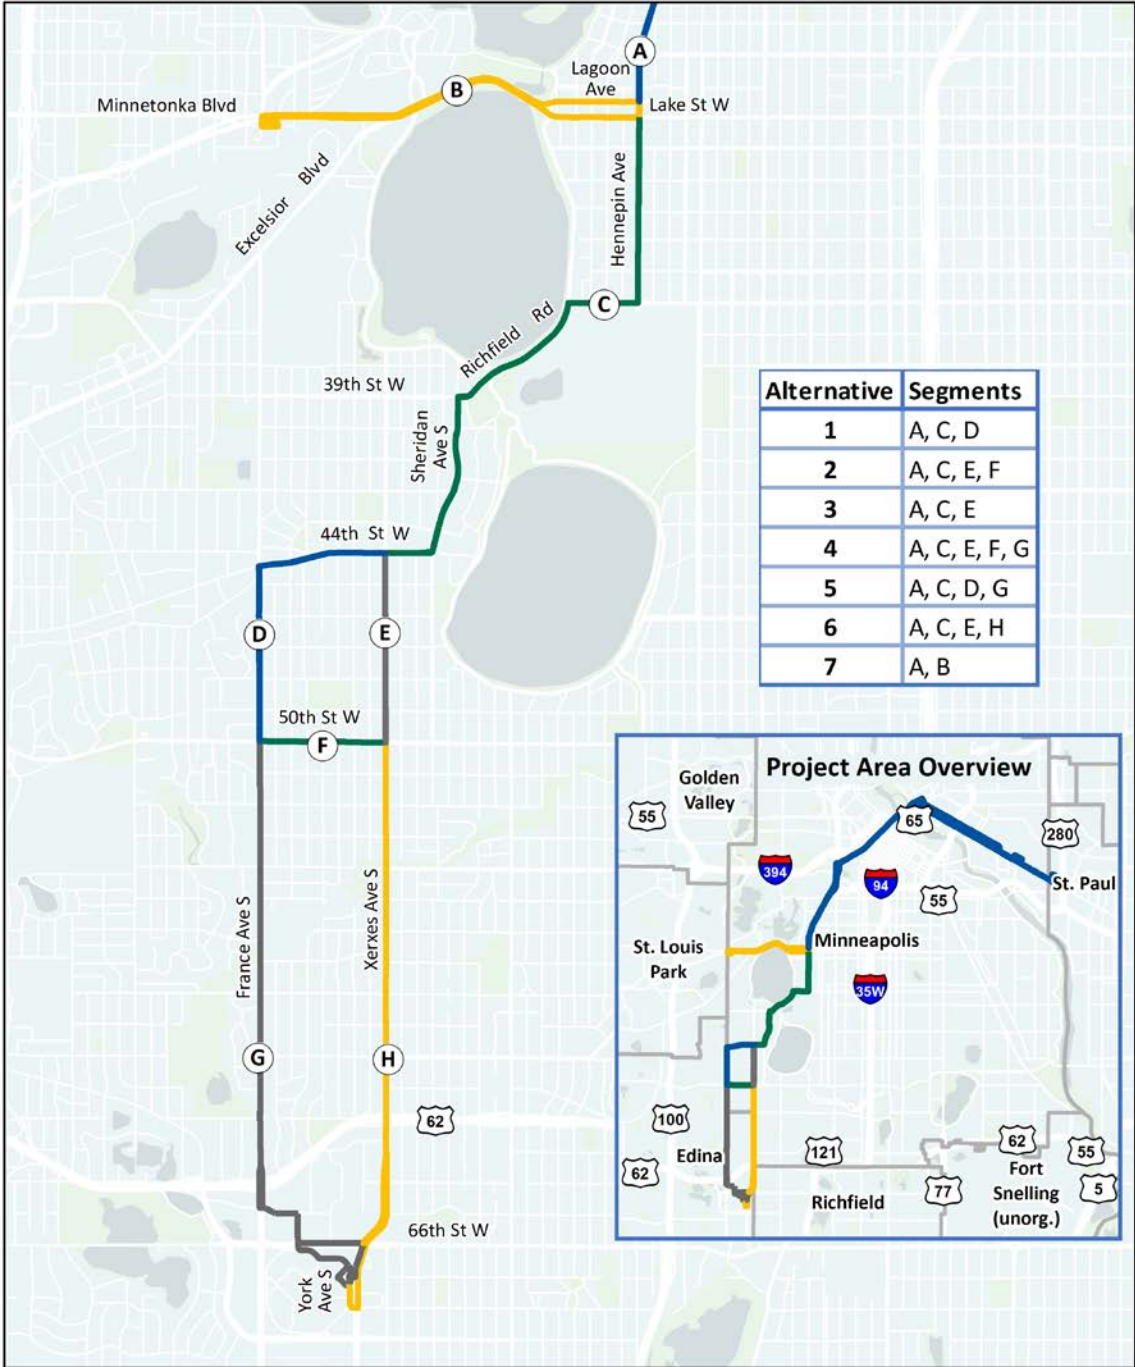 A
Lagoon
Ave
B
Minnetonka Blvd
Lake St W
Excelsior Blvd
Hennepin Ave
C
Richfield Rd
39th St W
Sheridan
Ave S
44th St W
D
E
50th St W
F
France Ave S
Xerxes Ave S
G
H
62
66th St W
York
Ave S
Alternative Segments
1 A, C, D
2 A, C, E, F
3 A, C, E
4 A, C, E, F, G
5 A, C, D, G
6 A, C, E, H
7 A, B
Project Area Overview
Golden
Valley
55
65
280
394
94
55
St. Paul
St. Louis
Park
Minneapolis
35W
100
Edina
62
121
Richfield
77
62
Fort
Snelling
(unorg.)
55
5